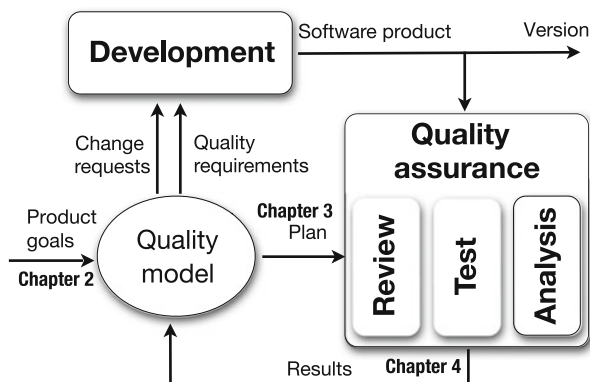 Software product
Version
Development
Change
requests
Quality
requirements
Quality
assurance
Product
goals
Chapter 2
Quality
model
Chapter 3
Plan
Review
Test
Analysis
Results
Chapter 4